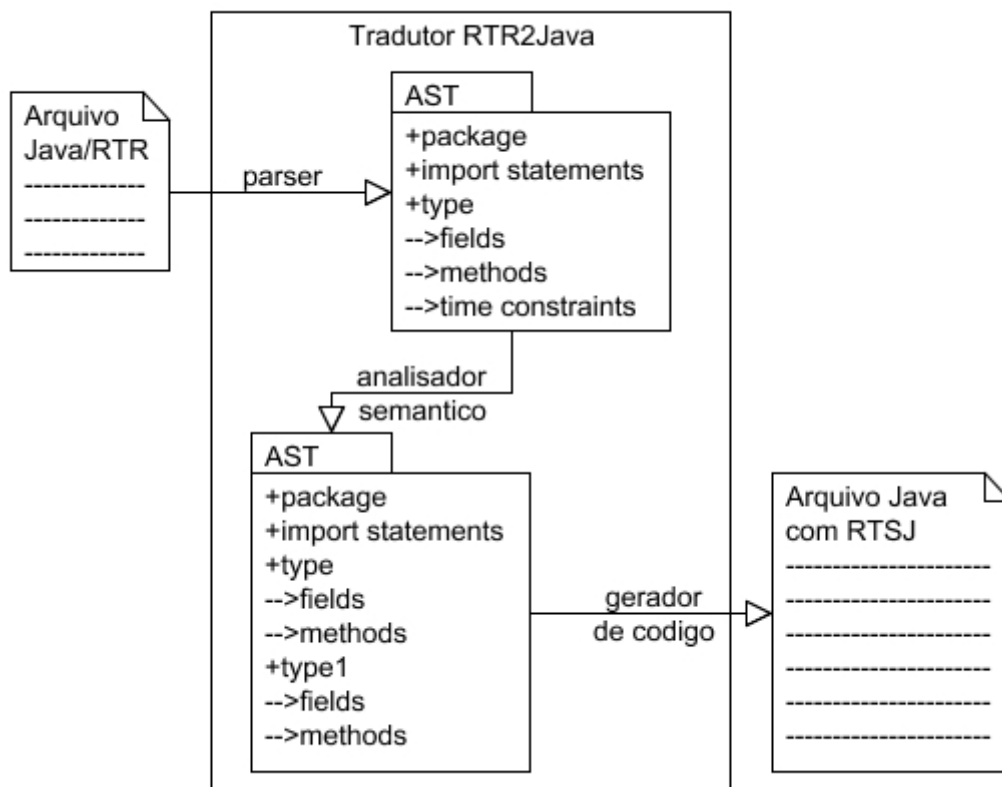 Tradutor RTR2Java
Arquivo
Java/RTR
-------------
-------------
-------------
parser
AST
+package
+import statements
+type
-->fields
-->methods
-->time constraints
analisador
semantico
AST
+package
+import statements
+type
-->fields
-->methods
+type1
-->fields
-->methods
gerador
de codigo
Arquivo Java
com RTSJ
----------------------
----------------------
----------------------
----------------------
----------------------
----------------------